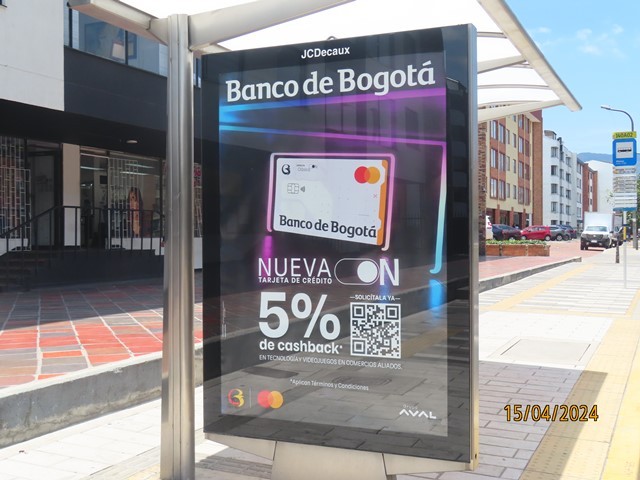 JCDecaux
Banco de Bogotá
Banco de Bogotá
NUEVA ON
TARJETA DE CRÉDITO
5%
de cashback*
SOLICÍTALA YA
EN TECNOLOGÍA Y VIDEOJUEGOS EN COMERCIOS ALIADOS.
*Aplican Términos y Condiciones
AVAL
15/04/2024